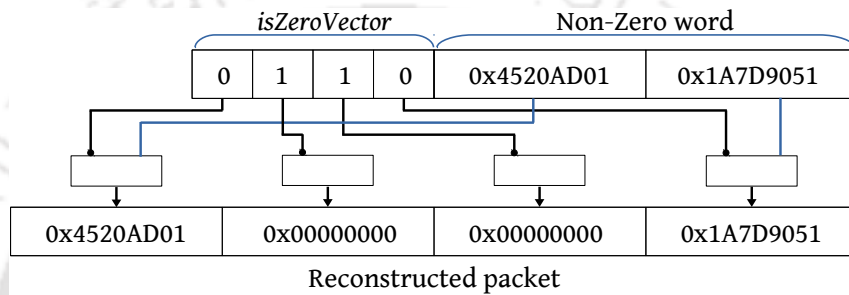 isZeroVector Non-Zero word
0 1 1 0 0x4520AD01 0x1A7D9051
0x4520AD01 0x00000000 0x00000000 0x1A7D9051
Reconstructed packet